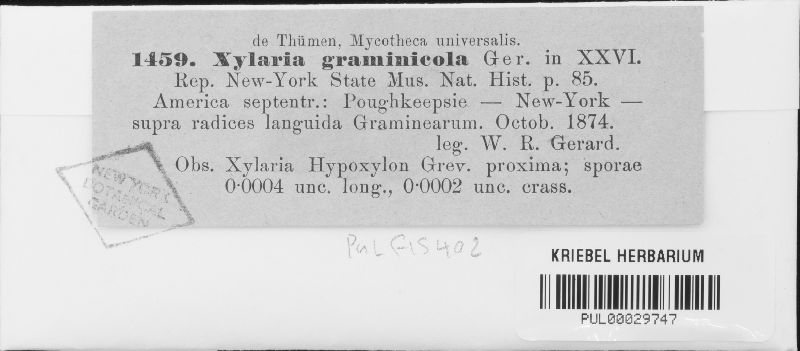 de Thümen, Mycotheca universalis.
1459. Xylaria graminicola Ger. in XXVI.
Rep. New-York State Mus. Nat. Hist. p. 85.
America septentr.: Poughkeepsie — New-York —
supra radices languida Graminearum. Octob. 1874.
leg. W. R. Gerard.
Obs. Xylaria Hypoxylon Grev. proxima; sporae
0·0004 unc. long., 0·0002 unc. crass.
NEW YORK
BOTANICAL
GARDEN
PUL F15402
KRIEBEL HERBARIUM
PUL00029747